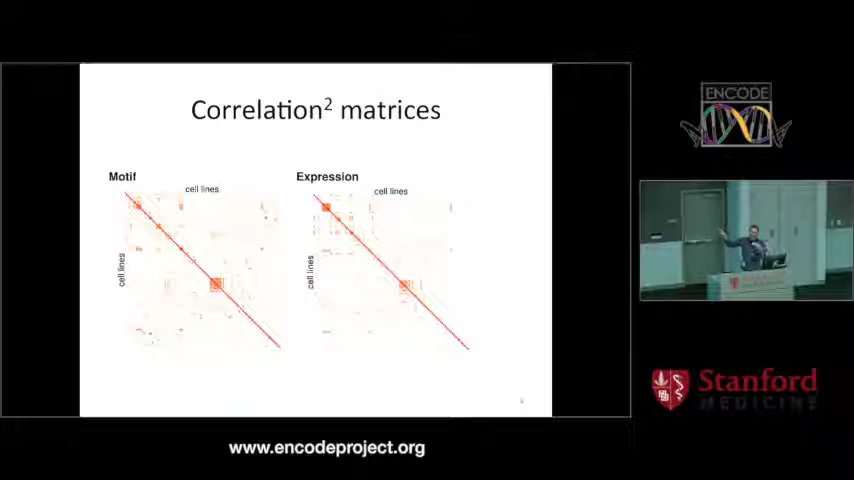 Correlation² matrices
Motif
cell lines
cell lines
Expression
cell lines
cell lines
ENCODE
Stanford
MEDICINE
www.encodeproject.org